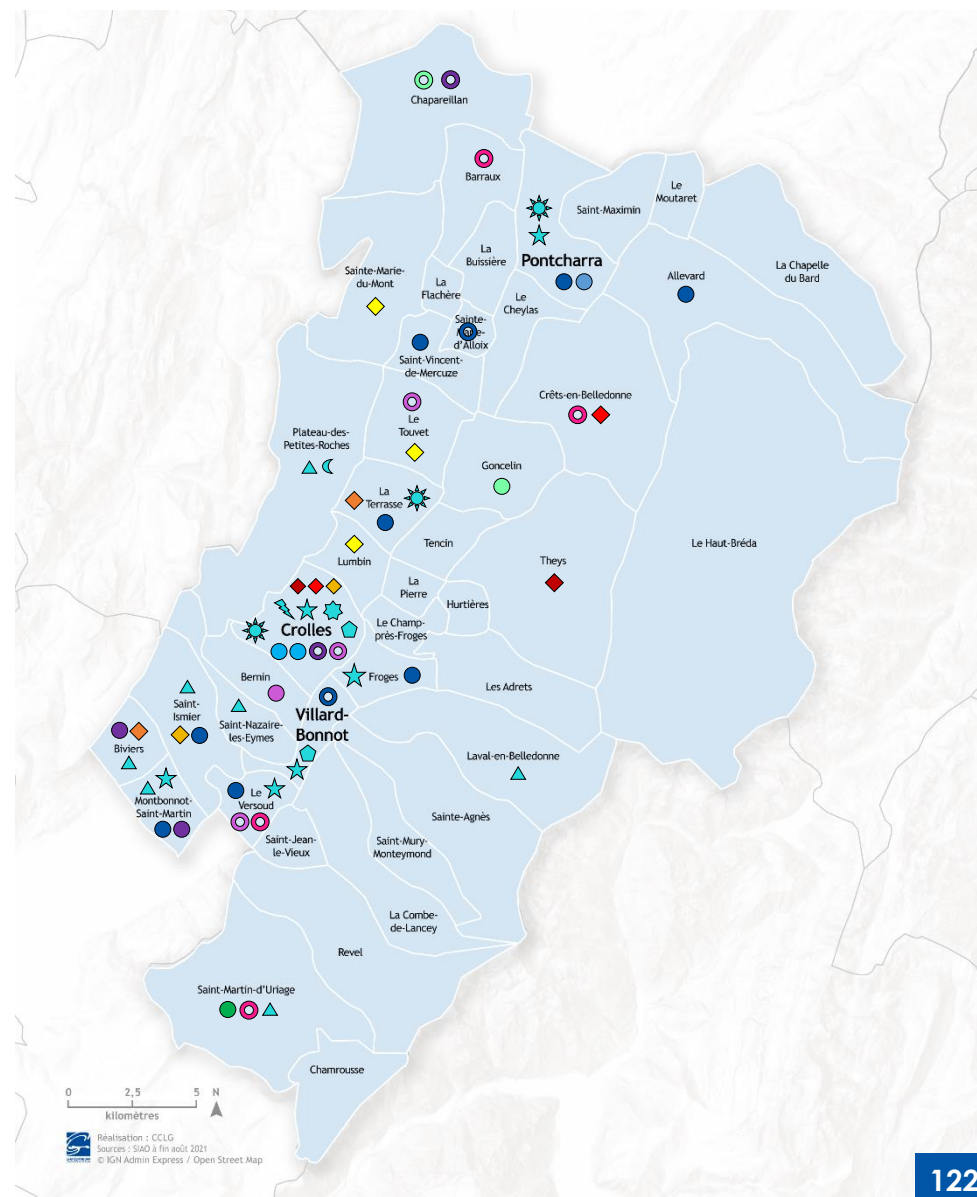 Chapareillan
Barraux
Le
Moutaret
Saint-Maximin
La
Buissière
Pontcharra
La Chapelle
du Bard
Allevard
Sainte-Marie-
du-Mont
La
Flachère
Le
Cheylas
Sainte-
Marie-
d'Alloix
Saint-Vincent-
de-Mercuze
Crêts-en-Belledonne
Le
Touvet
Plateau-des-
Petites-Roches
Goncelin
La
Terrasse
Tencin
Le Haut-Bréda
Lumbin
Theys
La
Pierre
Hurtières
Crolles
Le Champ-
près-Froges
Bernin
Froges
Les Adrets
Saint-
Ismier
Saint-Nazaire-
les-Eymes
Villard-
Bonnot
Biviers
Laval-en-Belledonne
Montbonnot-
Saint-Martin
Le
Versoud
Sainte-Agnès
Saint-Jean-
le-Vieux
Saint-Mury-
Monteymond
La Combe-
de-Lancey
Revel
Saint-Martin-d'Uriage
Chamrousse
0 2,5 5 N
kilomètres
Réalisation : CCLG
Sources : SIAO à fin août 2021
© IGN Admin Express / Open Street Map
122